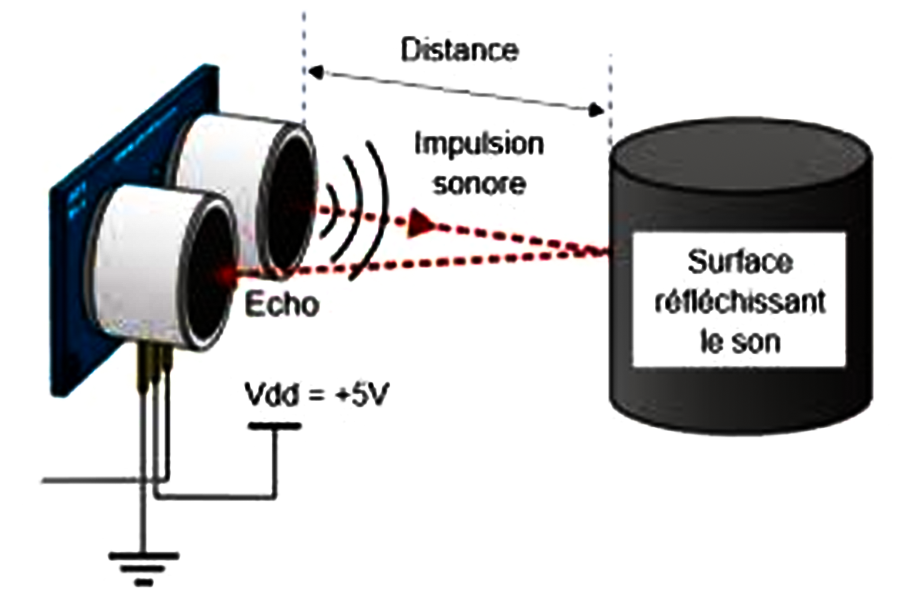 Distance
Impulsion
sonore
Surface
réfléchissant
le son
Echo
Vdd = +5V